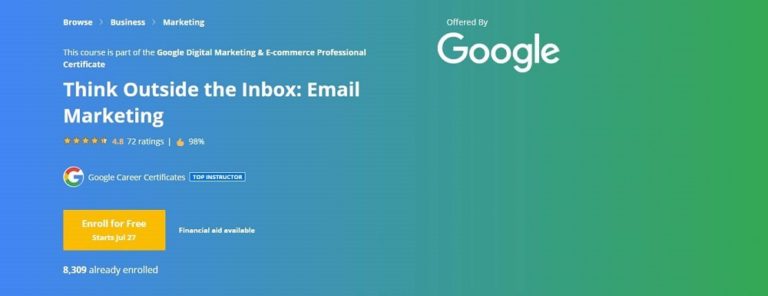 Browse > Business > Marketing
Offered By
Google
This course is part of the Google Digital Marketing & E-commerce Professional
Certificate
Think Outside the Inbox: Email
Marketing
4.8 72 ratings | 98%
Google Career Certificates TOP INSTRUCTOR
Enroll for Free
Starts Jul 27
Financial aid available
8,309 already enrolled